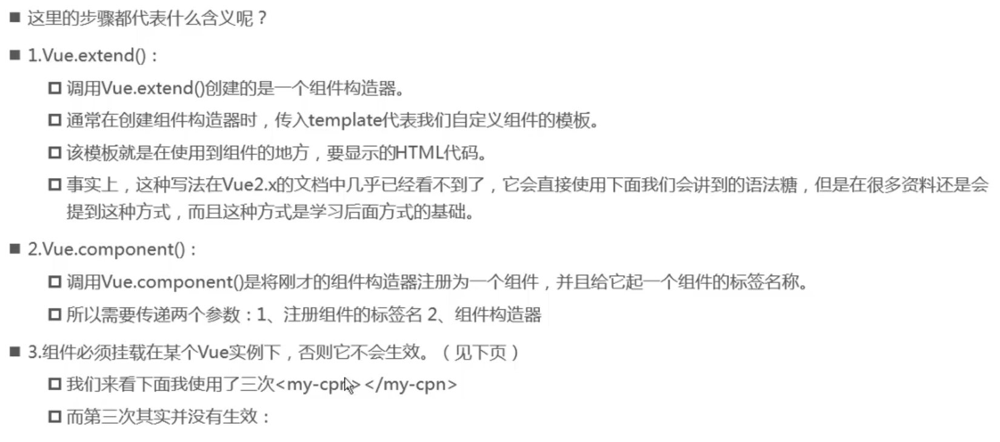 这里的步骤都代表什么含义呢？
1.Vue.extend()：
调用Vue.extend()创建的是一个组件构造器。
通常在创建组件构造器时，传入template代表我们自定义组件的模板。
该模板就是在使用到组件的地方，要显示的HTML代码。
事实上，这种写法在Vue2.x的文档中几乎已经看不到了，它会直接使用下面我们会讲到的语法糖，但是在很多资料还是会
提到这种方式，而且这种方式是学习后面方式的基础。
2.Vue.component()：
调用Vue.component()是将刚才的组件构造器注册为一个组件，并且给它起一个组件的标签名称。
所以需要传递两个参数：1、注册组件的标签名 2、组件构造器
3.组件必须挂载在某个Vue实例下，否则它不会生效。（见下页）
我们来看下面我使用了三次<my-cpn></my-cpn>
而第三次其实并没有生效：